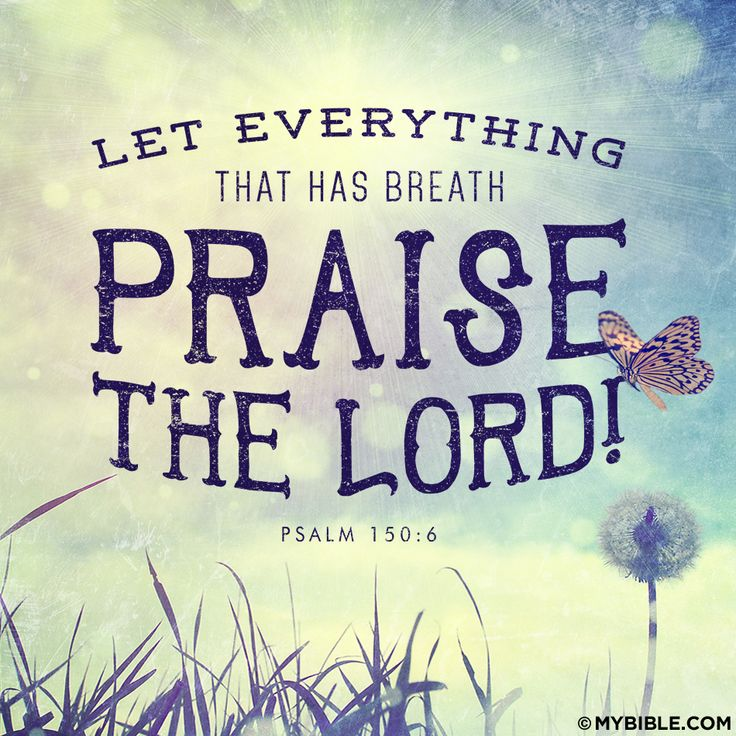 LET EVERYTHING
THAT HAS BREATH
PRAISE
THE LORD!
PSALM 150:6
© MYBIBLE.COM